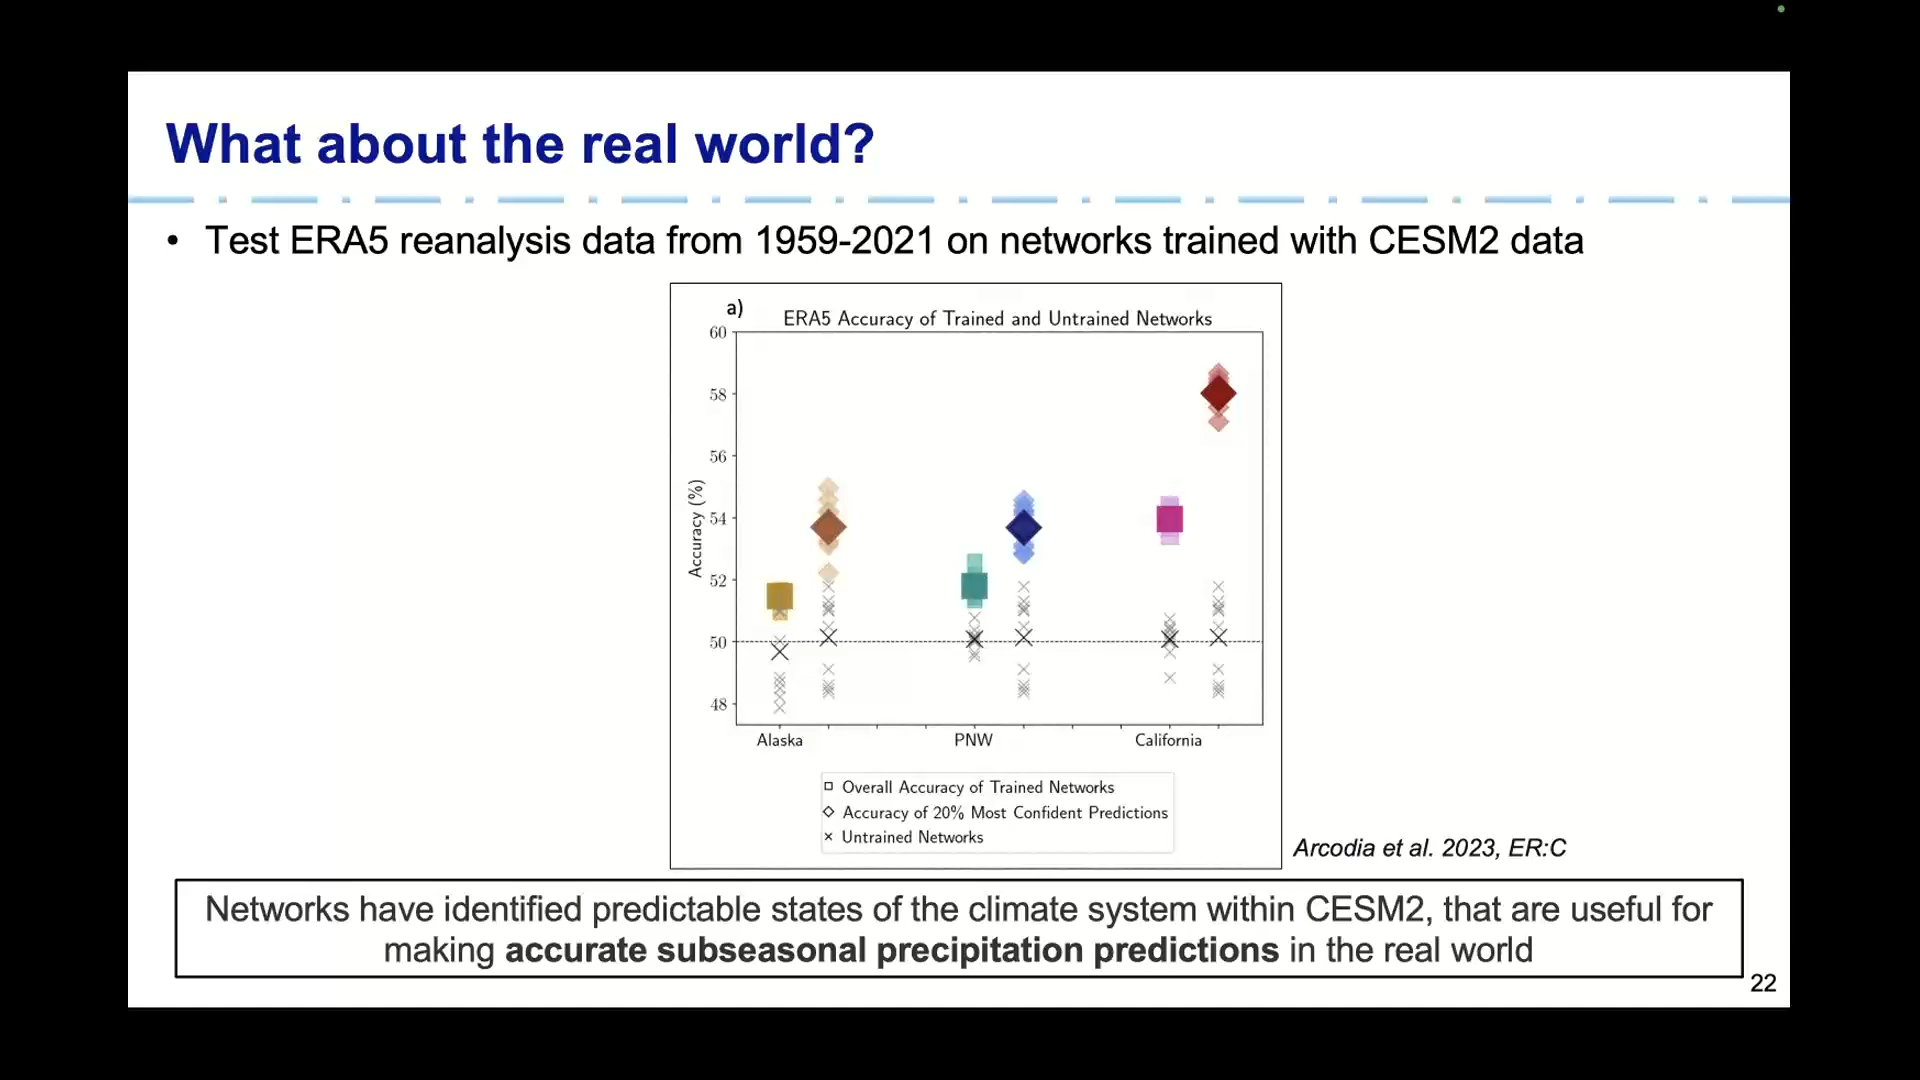 What about the real world?
• Test ERA5 reanalysis data from 1959-2021 on networks trained with CESM2 data
a)
ERA5 Accuracy of Trained and Untrained Networks
60
58
56
54
52
50
48
Accuracy (%)
Alaska PNW California
Overall Accuracy of Trained Networks
Accuracy of 20% Most Confident Predictions
Untrained Networks
Arcodia et al. 2023, ER:C
Networks have identified predictable states of the climate system within CESM2, that are useful for
making accurate subseasonal precipitation predictions in the real world
22